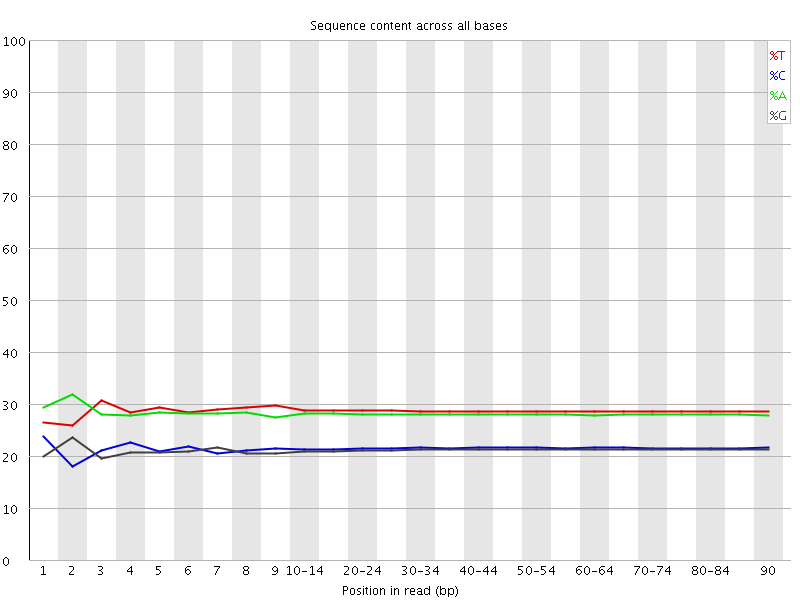 Sequence content across all bases
100
90
80
70
60
50
40
30
20
10
0
%T
%C
%A
%G
1 2 3 4 5 6 7 8 9 10-14 20-24 30-34 40-44 50-54 60-64 70-74 80-84 90
Position in read (bp)